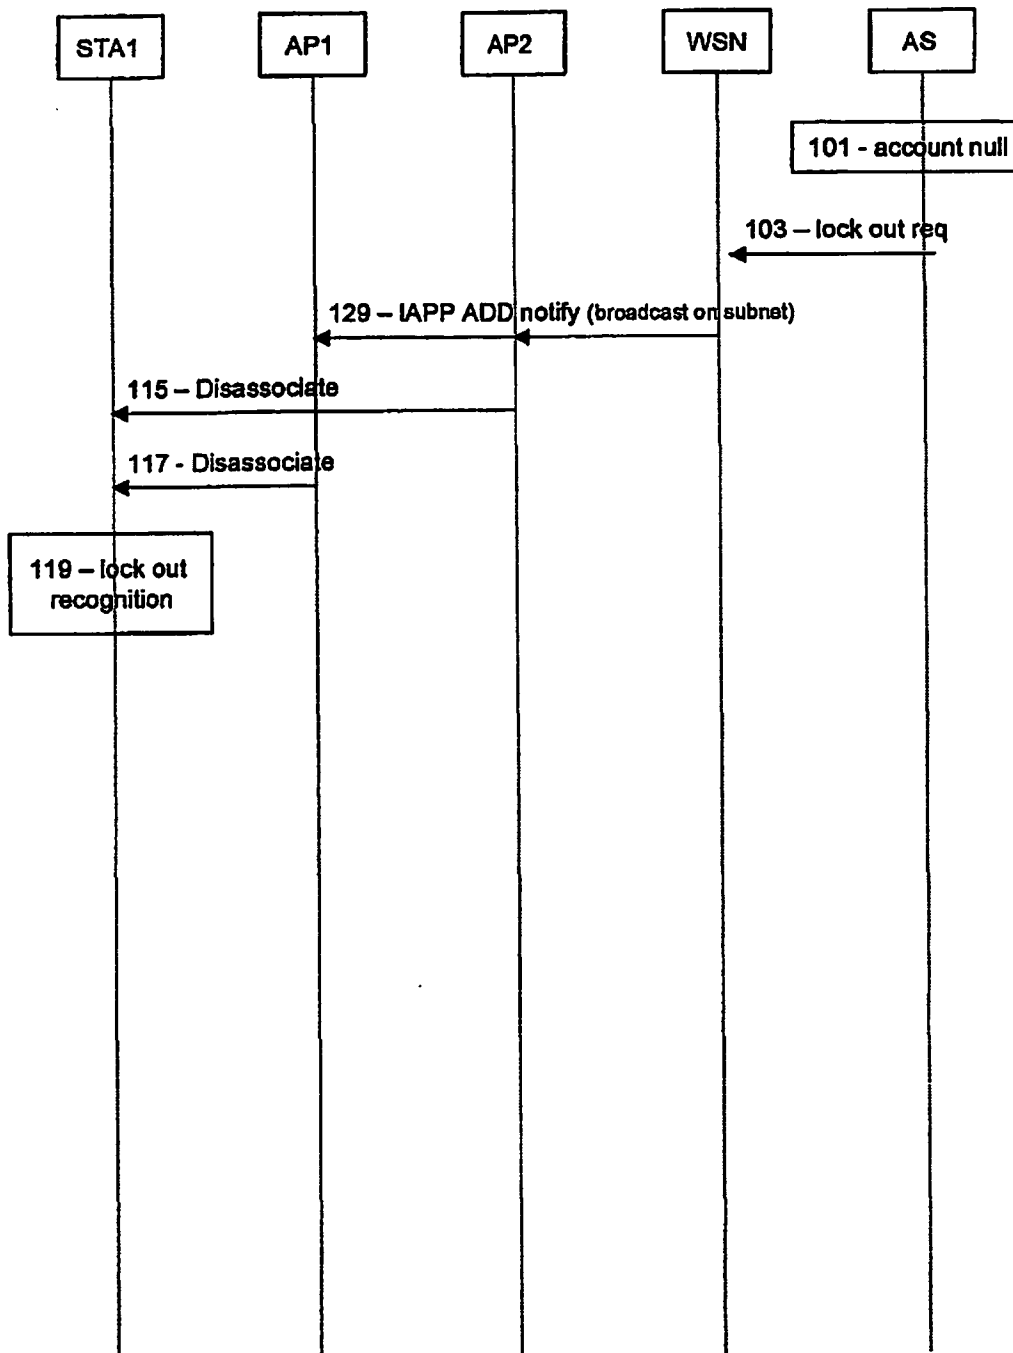 STA1
AP1
AP2
WSN
AS
101 - account null
103 – lock out req
129 – IAPP ADD notify (broadcast on subnet)
115 – Disassociate
117 - Disassociate
119 – lock out
recognition